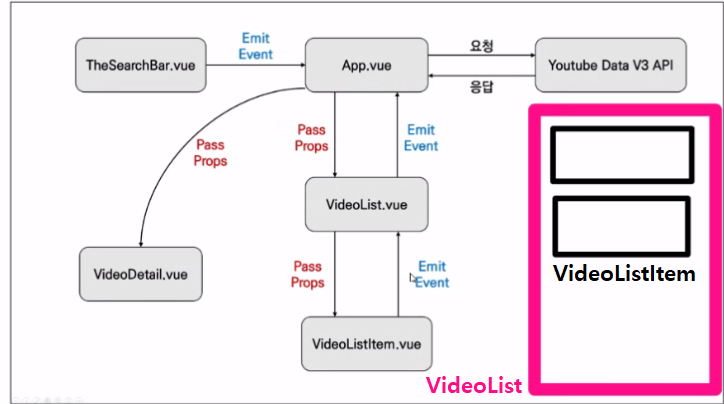 Emit
Event
요청
TheSearchBar.vue
App.vue
Youtube Data V3 API
응답
Pass
Props
Pass
Props
Emit
Event
VideoList.vue
VideoDetail.vue
Pass
Props
Emit
Event
VideoListItem
VideoListItem.vue
VideoList